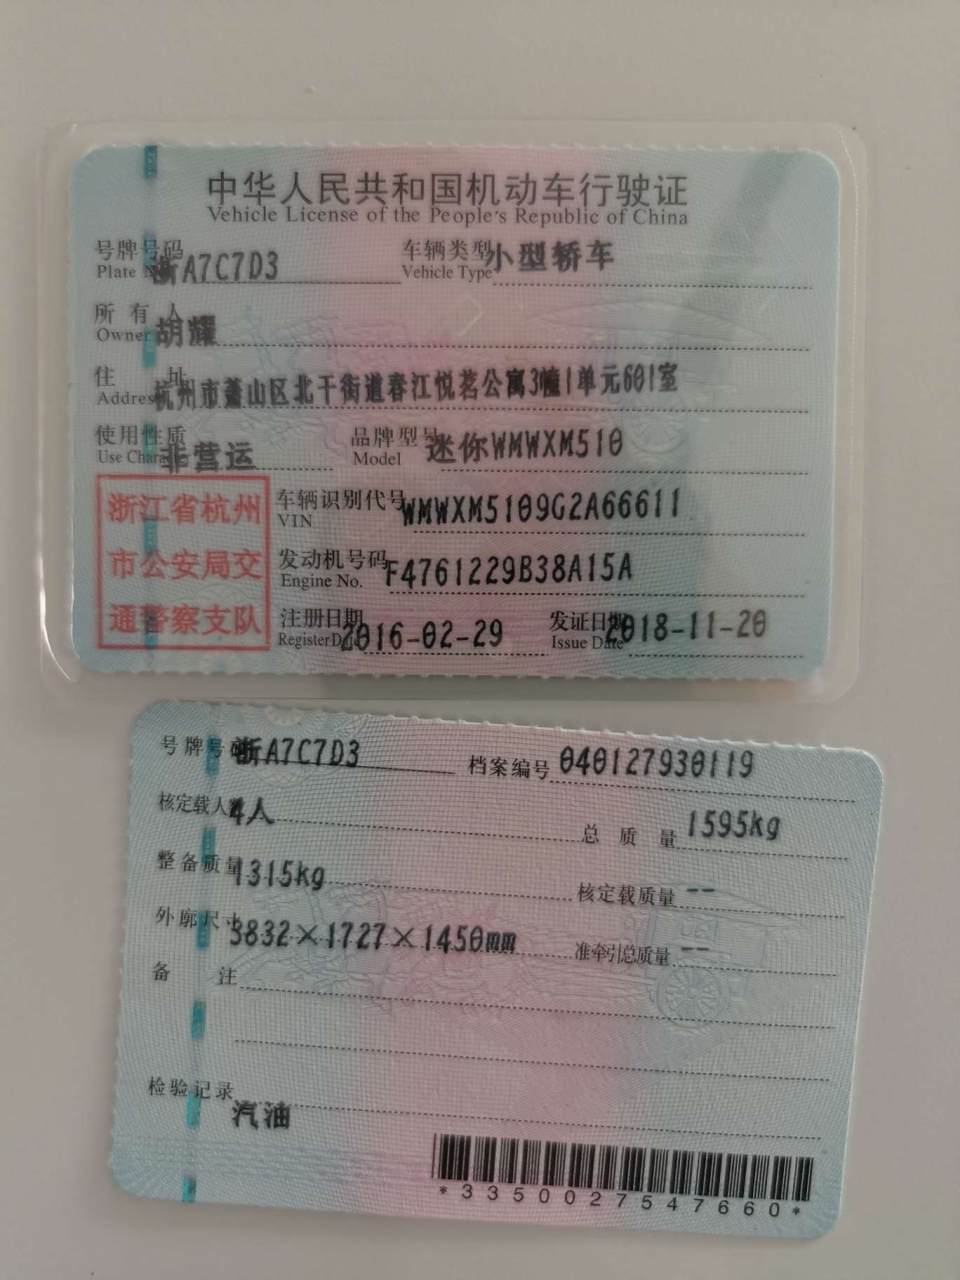 中华人民共和国机动车行驶证
Vehicle License of the People's Republic of China
号牌号码 浙A7C7D3 车辆类型 小型轿车
Plate No. Vehicle Type
所有人 胡耀
Owner
住址 杭州市萧山区北干街道春江悦茗公寓3幢1单元601室
Address
使用性质 非营运 品牌型号 迷你WMWXM510
Use Character Model
浙江省杭州
市公安局交
通警察支队
车辆识别代号 WMWXM5109G2A66611
VIN
发动机号码 F4761229B38A15A
Engine No.
注册日期 2016-02-29 发证日期 2018-11-20
Register Date Issue Date
号牌号码 浙A7C7D3 档案编号 040127930119
核定载人数 4人 总质量 1595kg
整备质量 1315kg 核定载质量 --
外廓尺寸 3832×1727×1450mm 准牵引总质量 --
备注
检验记录
汽油
*3350027547660*